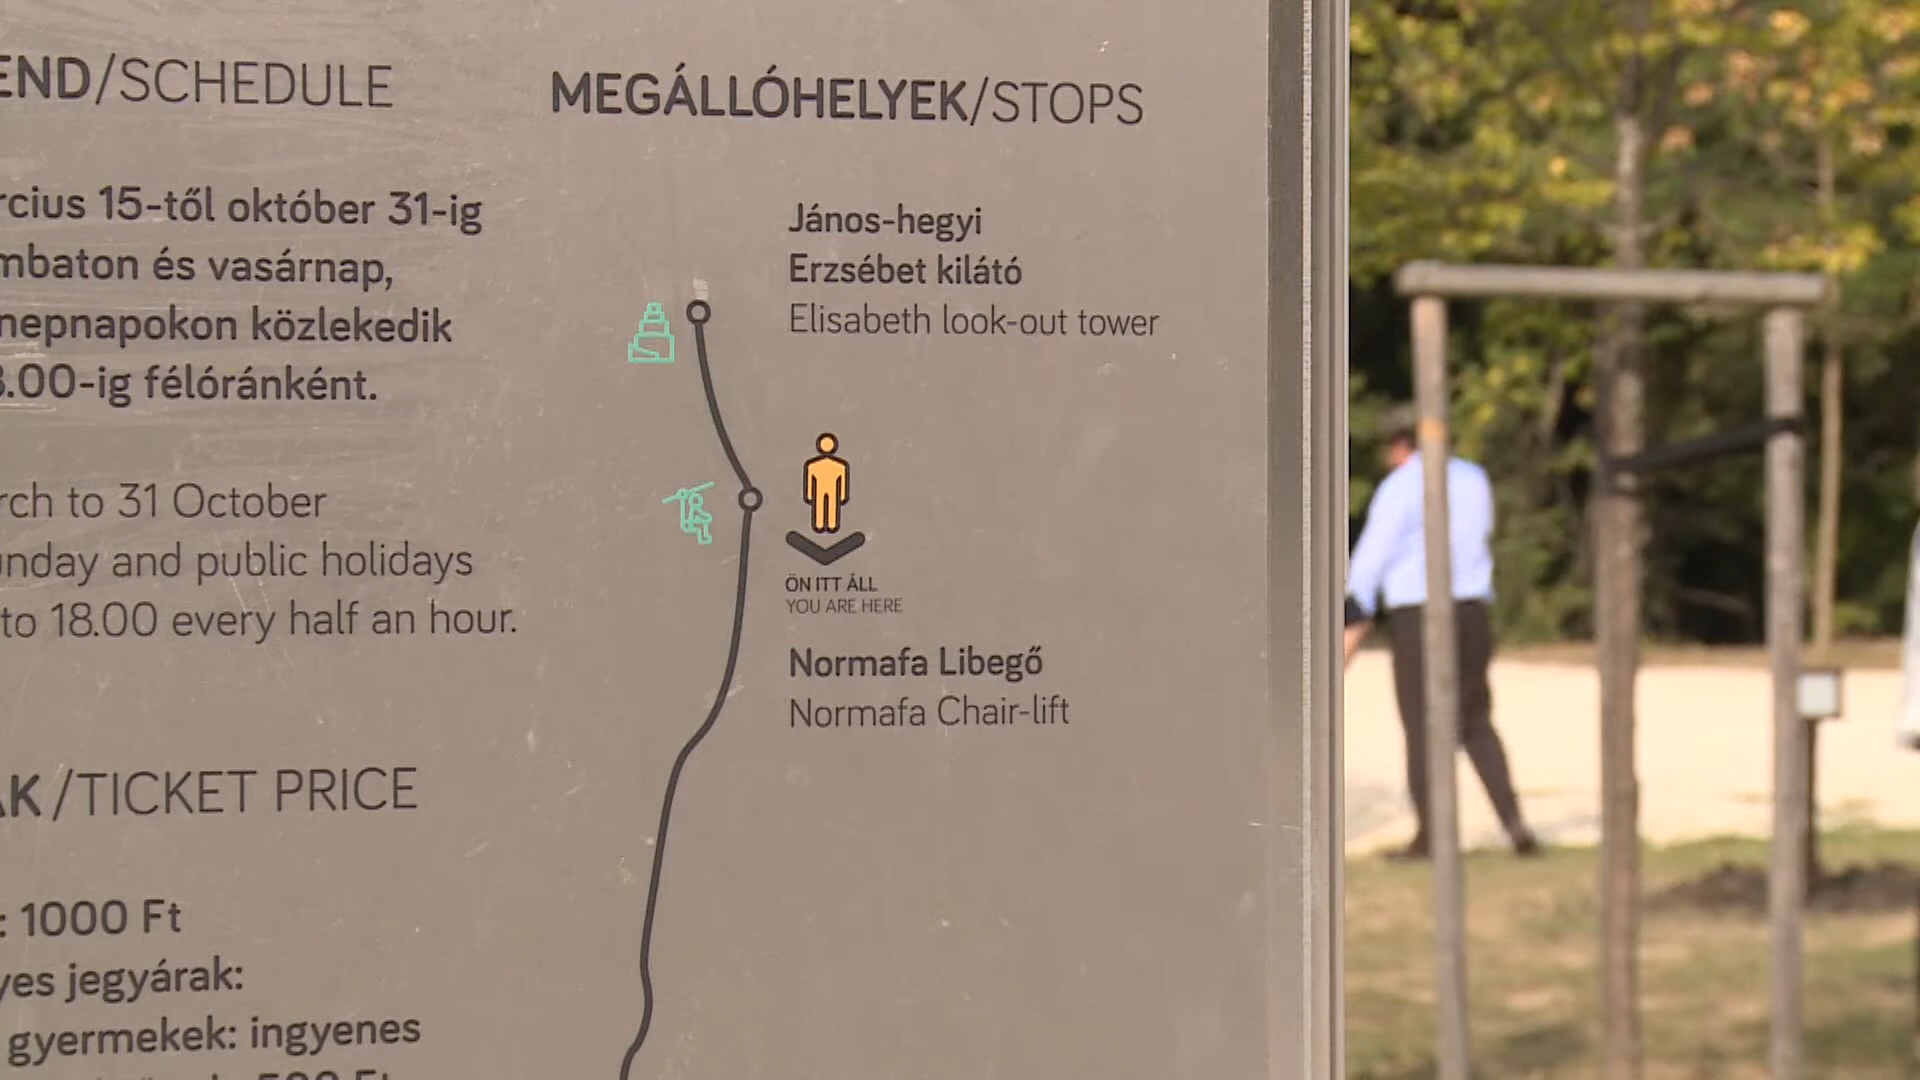 END/SCHEDULE
rcius 15-től október 31-ig
mbaton és vasárnap,
nepnapokon közlekedik
8.00-ig félóránként.
rch to 31 October
unday and public holidays
to 18.00 every half an hour.
ÁK/TICKET PRICE
: 1000 Ft
yes jegyárak:
gyermekek: ingyenes
MEGÁLLÓHELYEK/STOPS
János-hegyi
Erzsébet kilátó
Elisabeth look-out tower
ÖN ITT ÁLL
YOU ARE HERE
Normafa Libegő
Normafa Chair-lift